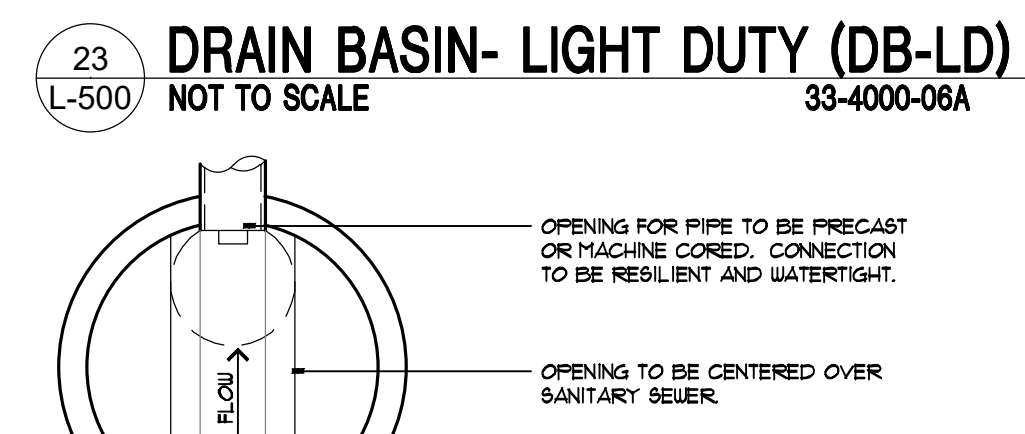 23
L-500
DRAIN BASIN- LIGHT DUTY (DB-LD)
NOT TO SCALE 33-4000-06A
OPENING FOR PIPE TO BE PRECAST
OR MACHINE CORED. CONNECTION
TO BE RESILIENT AND WATERTIGHT.
OPENING TO BE CENTERED OVER
SANITARY SEWER.
FLOW